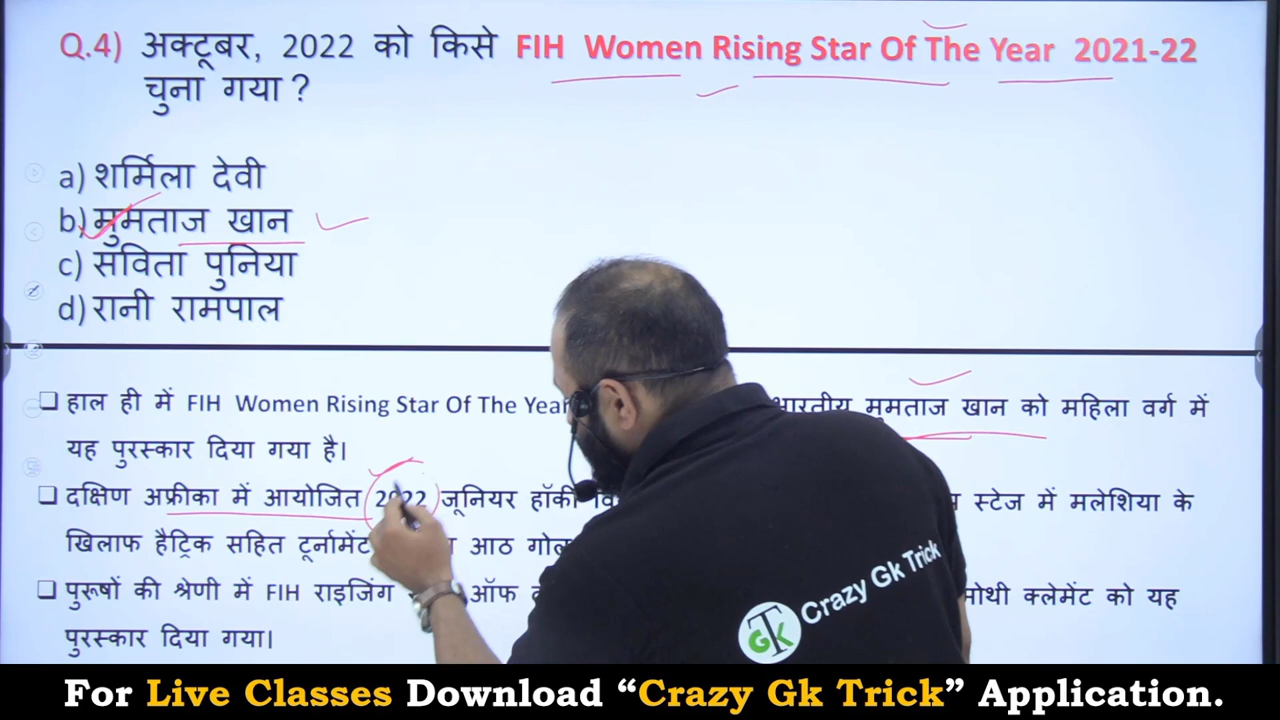 Q.4) अक्टूबर, 2022 को किसे FIH Women Rising Star Of The Year 2021-22
चुना गया ?
a) शर्मिला देवी
b) मुमताज खान
c) सविता पुनिया
d) रानी रामपाल
हाल ही में FIH Women Rising Star Of The Year भारतीय मुमताज खान को महिला वर्ग में
यह पुरस्कार दिया गया है।
दक्षिण अफ्रीका में आयोजित 2022 जूनियर हॉकी स्टेज में मलेशिया के
खिलाफ हैट्रिक सहित टूर्नामेंट आठ गोल
पुरूषों की श्रेणी में FIH राइजिंग ऑफ क्लेमेंट को यह
पुरस्कार दिया गया।
Crazy Gk Trick
GTK
For Live Classes Download “Crazy Gk Trick” Application.